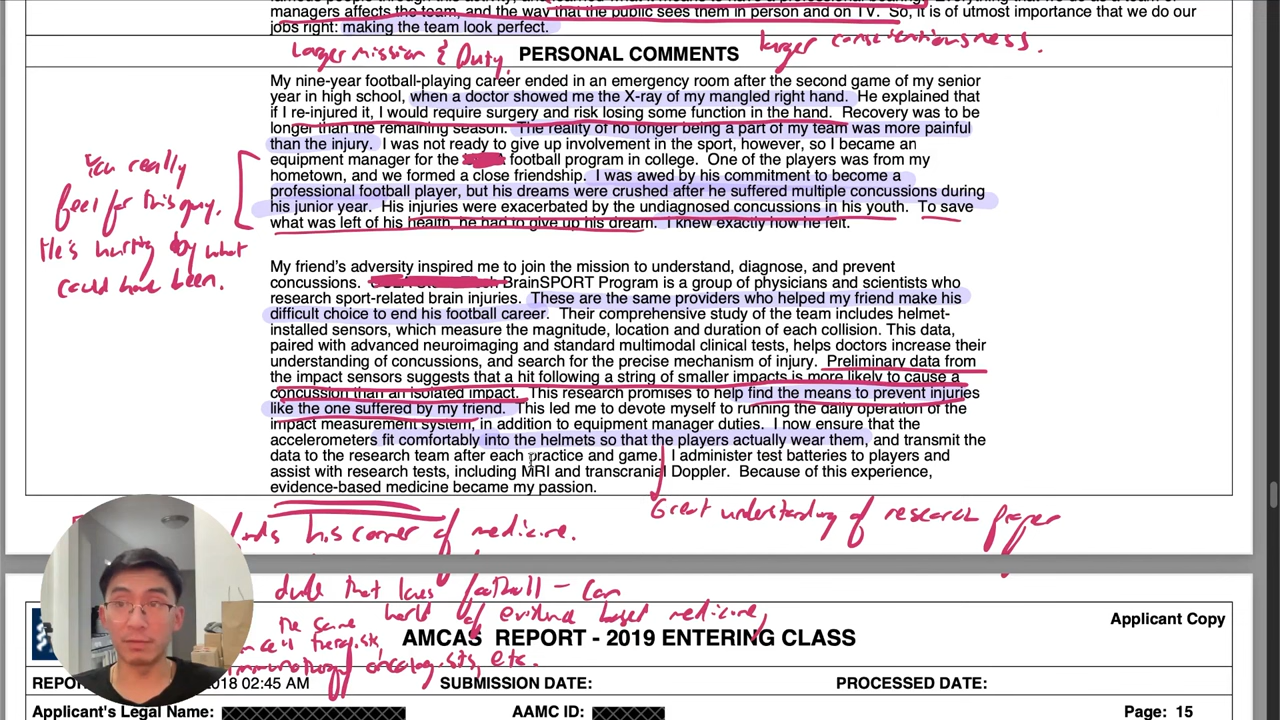 managers affects the team, and the way that the public sees them in person and on TV. So, it is of utmost importance that we do our
jobs right: making the team look perfect.
Larger mission & Duty.
PERSONAL COMMENTS
larger conscientiousness.
My nine-year football-playing career ended in an emergency room after the second game of my senior
year in high school, when a doctor showed me the X-ray of my mangled right hand. He explained that
if I re-injured it, I would require surgery and risk losing some function in the hand. Recovery was to be
longer than the remaining season. The reality of no longer being a part of my team was more painful
than the injury. I was not ready to give up involvement in the sport, however, so I became an
equipment manager for the football program in college. One of the players was from my
hometown, and we formed a close friendship. I was awed by his commitment to become a
professional football player, but his dreams were crushed after he suffered multiple concussions during
his junior year. His injuries were exacerbated by the undiagnosed concussions in his youth. To save
what was left of his health, he had to give up his dream. I knew exactly how he felt.
You really
feel for this guy.
He's hurting by what
could have been.
My friend's adversity inspired me to join the mission to understand, diagnose, and prevent
concussions. BrainSPORT Program is a group of physicians and scientists who
research sport-related brain injuries. These are the same providers who helped my friend make his
difficult choice to end his football career. Their comprehensive study of the team includes helmet-
installed sensors, which measure the magnitude, location and duration of each collision. This data,
paired with advanced neuroimaging and standard multimodal clinical tests, helps doctors increase their
understanding of concussions, and search for the precise mechanism of injury. Preliminary data from
the impact sensors suggests that a hit following a string of smaller impacts is more likely to cause a
concussion than an isolated impact. This research promises to help find the means to prevent injuries
like the one suffered by my friend. This led me to devote myself to running the daily operation of the
impact measurement system, in addition to equipment manager duties. I now ensure that the
accelerometers fit comfortably into the helmets so that the players actually wear them, and transmit the
data to the research team after each practice and game. I administer test batteries to players and
assist with research tests, including MRI and transcranial Doppler. Because of this experience,
evidence-based medicine became my passion.
Great understanding of research proper
his corner of medicine.
dude that loves football - can
world of evidence based medicine,
the same
therapists,
immunotherapy oncologists, etc.
Applicant Copy
AMCAS REPORT - 2019 ENTERING CLASS
2018 02:45 AM
SUBMISSION DATE:
PROCESSED DATE:
Applicant's Legal Name:
AAMC ID:
Page: 15